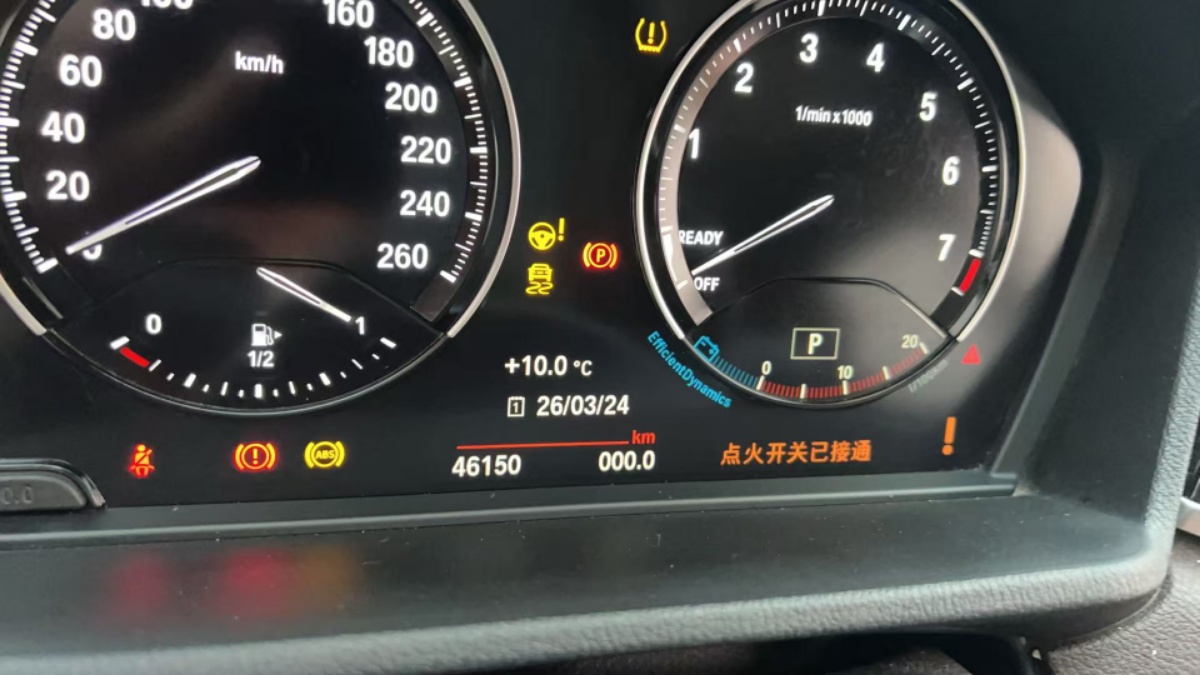 160
80
km/h
180
60
200
40
220
20
240
260
0
0
1
1/2
3
4
2
5
1/min x 1000
1
6
READY
7
OFF
P
P
EfficientDynamics
0
10
20
+10.0 °C
1 26/03/24
km
46150
000.0
点火开关已接通
!
ABS